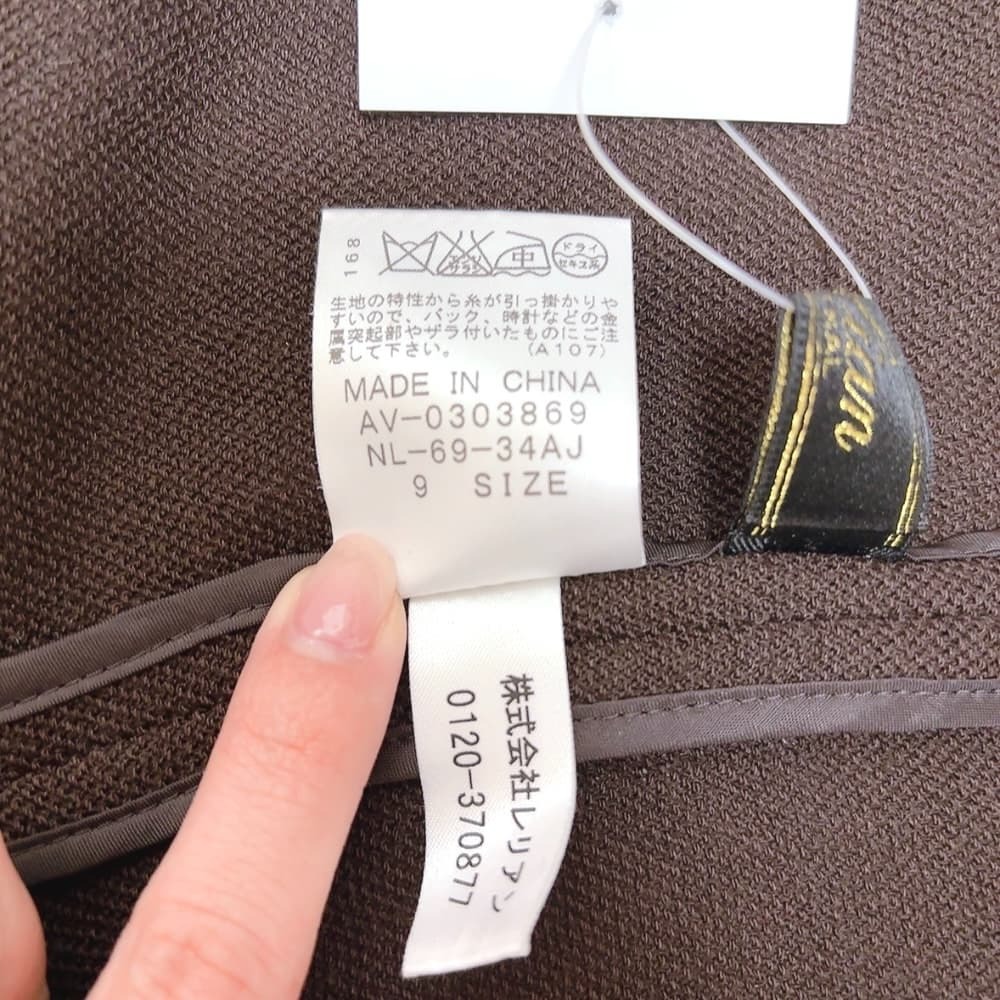 168
エンソ
サラシ
中
ドライ
セキユ系
生地の特性から糸が引っ掛かりや
すいので、バック、時計などの金
属突起部やザラ付いたものにご注
意して下さい。 (A107)
MADE IN CHINA
AV-0303869
NL-69-34AJ
9 SIZE
株式会社レリアン
0120-370877